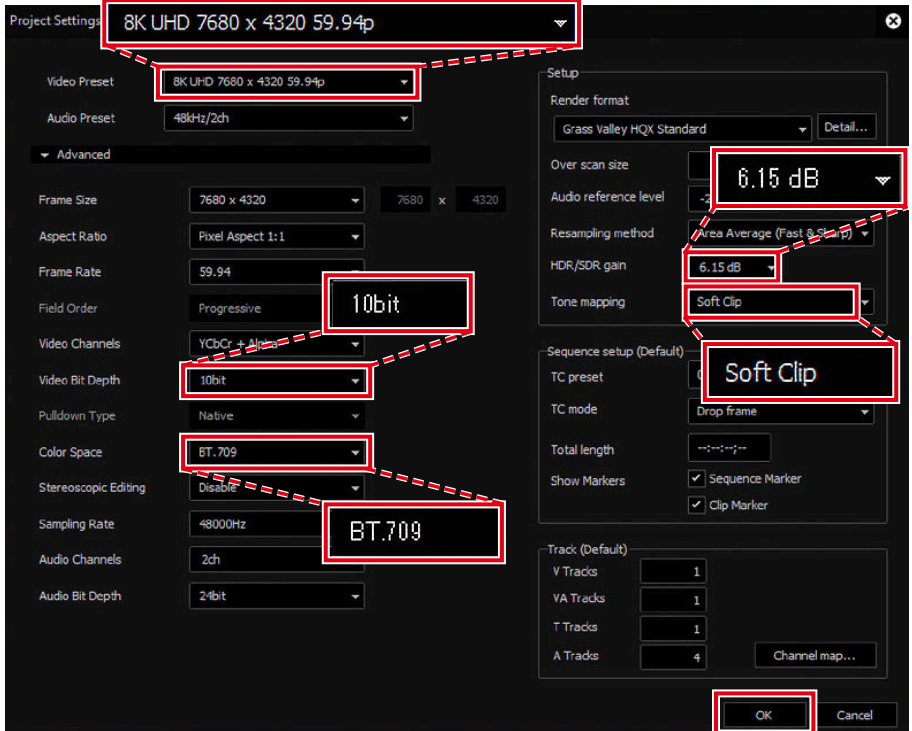 Project Settings
8K UHD 7680 x 4320 59.94p
Video Preset 8K UHD 7680 x 4320 59.94p
Audio Preset 48kHz/2ch
Advanced
Frame Size 7680 x 4320 7680 x 4320
Aspect Ratio Pixel Aspect 1:1
Frame Rate 59.94
10bit
Field Order Progressive
Video Channels YCbCr + Alpha
Video Bit Depth 10bit
Pulldown Type Native
Color Space BT.709
Stereoscopic Editing Disable
Sampling Rate 48000Hz
BT.709
Audio Channels 2ch
Audio Bit Depth 24bit
Setup
Render format
Grass Valley HQX Standard Detail...
Over scan size
6.15 dB
Audio reference level
Resampling method Area Average (Fast & Sharp)
HDR/SDR gain 6.15 dB
Tone mapping Soft Clip
Sequence setup (Default)
Soft Clip
TC preset
TC mode Drop frame
Total length --:--:--;--
Show Markers Sequence Marker
Clip Marker
Track (Default)
V Tracks 1
VA Tracks 1
T Tracks 1
A Tracks 4 Channel map...
OK Cancel